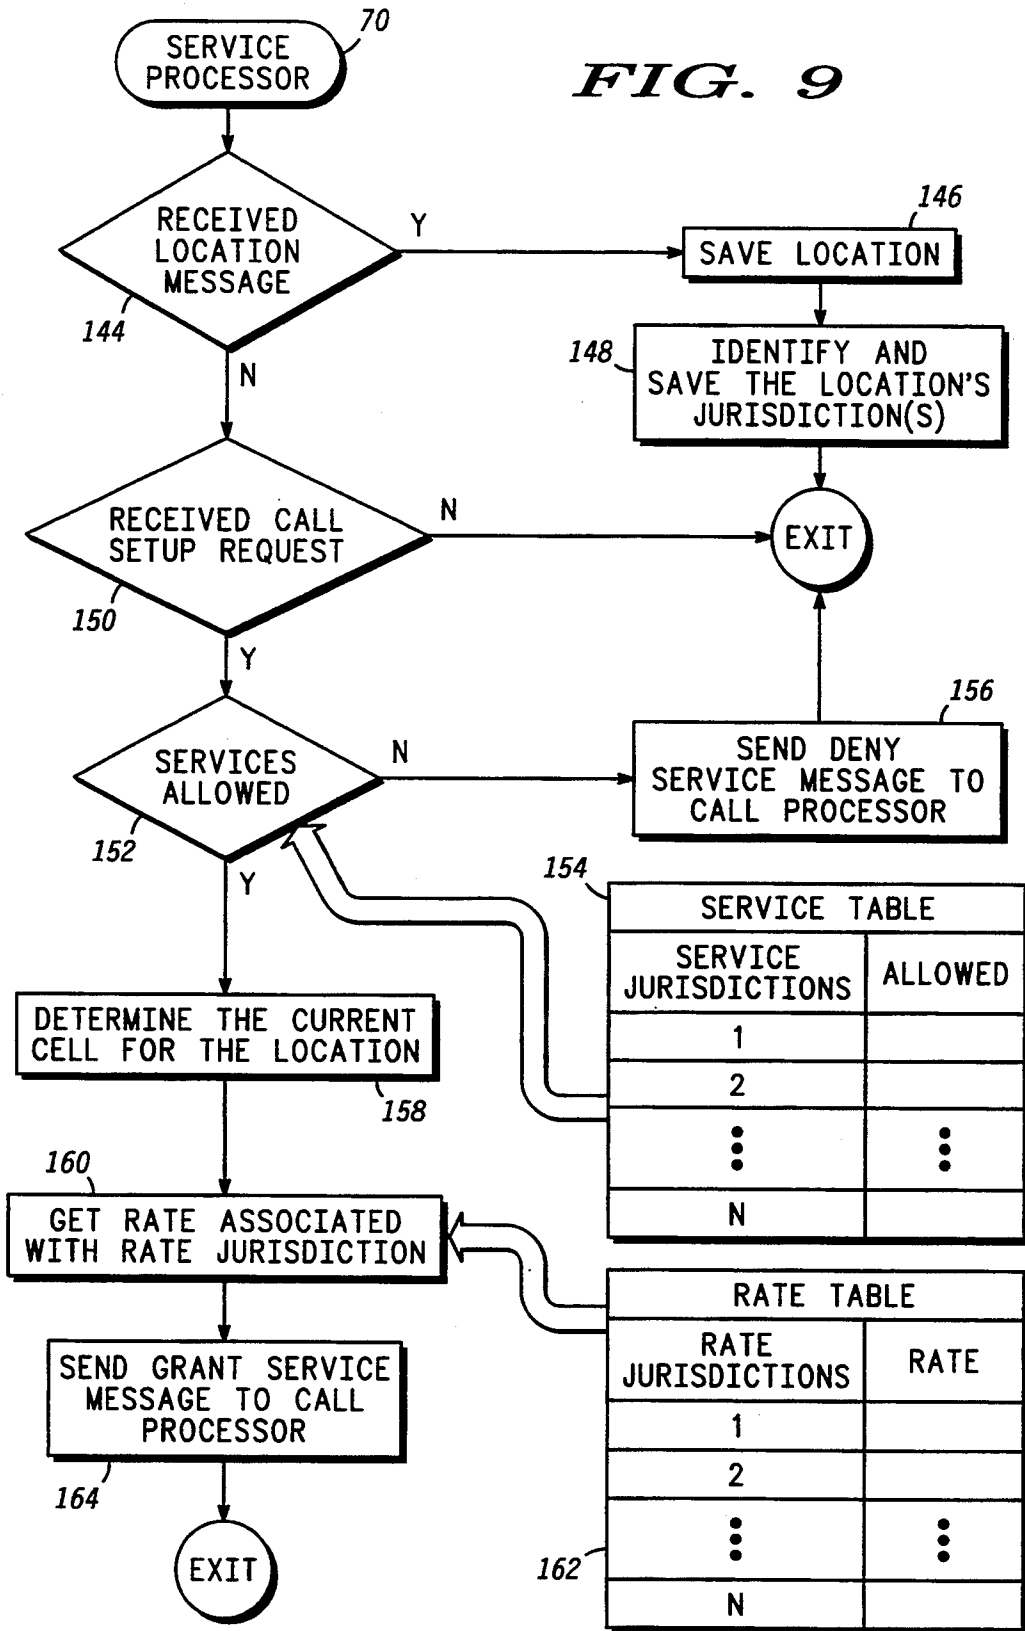 70
SERVICE
PROCESSOR
FIG. 9
RECEIVED
LOCATION
MESSAGE
Y
144
N
146
SAVE LOCATION
148
IDENTIFY AND
SAVE THE LOCATION'S
JURISDICTION(S)
RECEIVED CALL
SETUP REQUEST
N
EXIT
150
Y
SERVICES
ALLOWED
N
152
Y
156
SEND DENY
SERVICE MESSAGE TO
CALL PROCESSOR
154
SERVICE TABLE
SERVICE
JURISDICTIONS
ALLOWED
1
2
N
DETERMINE THE CURRENT
CELL FOR THE LOCATION
158
160
GET RATE ASSOCIATED
WITH RATE JURISDICTION
RATE TABLE
RATE
JURISDICTIONS
RATE
1
2
N
162
SEND GRANT SERVICE
MESSAGE TO CALL
PROCESSOR
164
EXIT